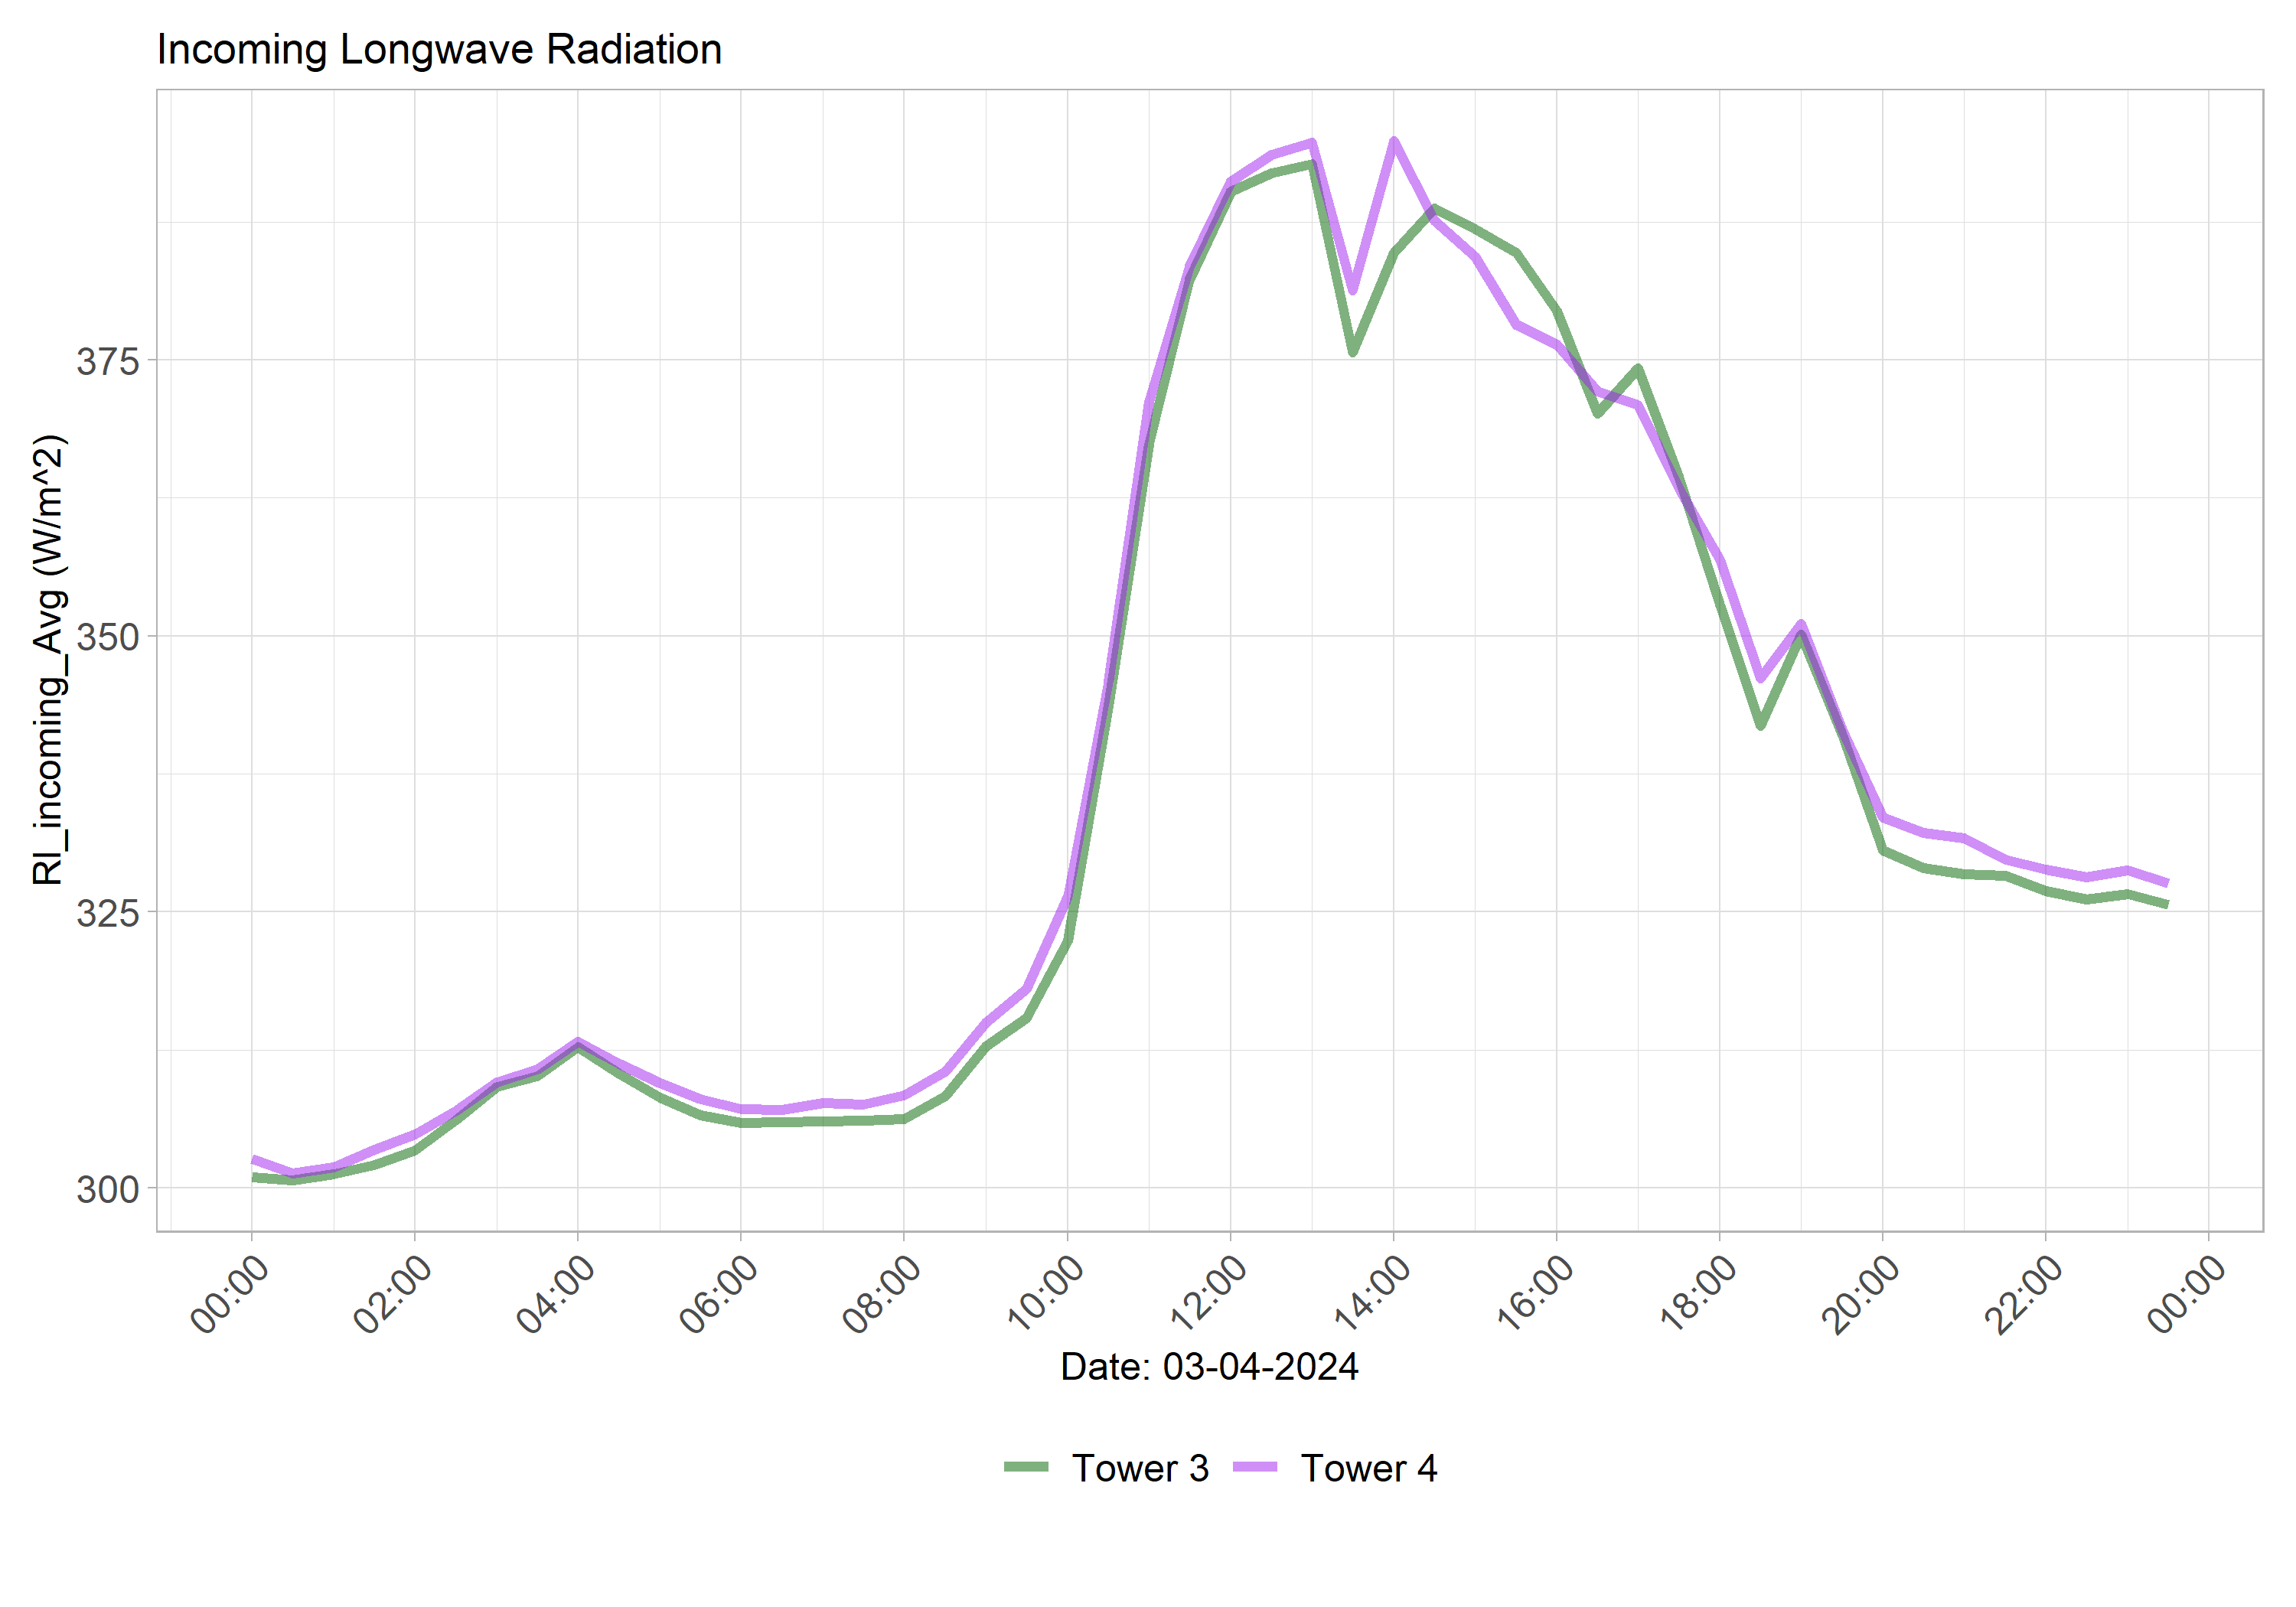 Incoming Longwave Radiation
Rl_incoming_Avg (W/m^2)
375
350
325
300
00:00 02:00 04:00 06:00 08:00 10:00 12:00 14:00 16:00 18:00 20:00 22:00 00:00
Date: 03-04-2024
Tower 3 Tower 4